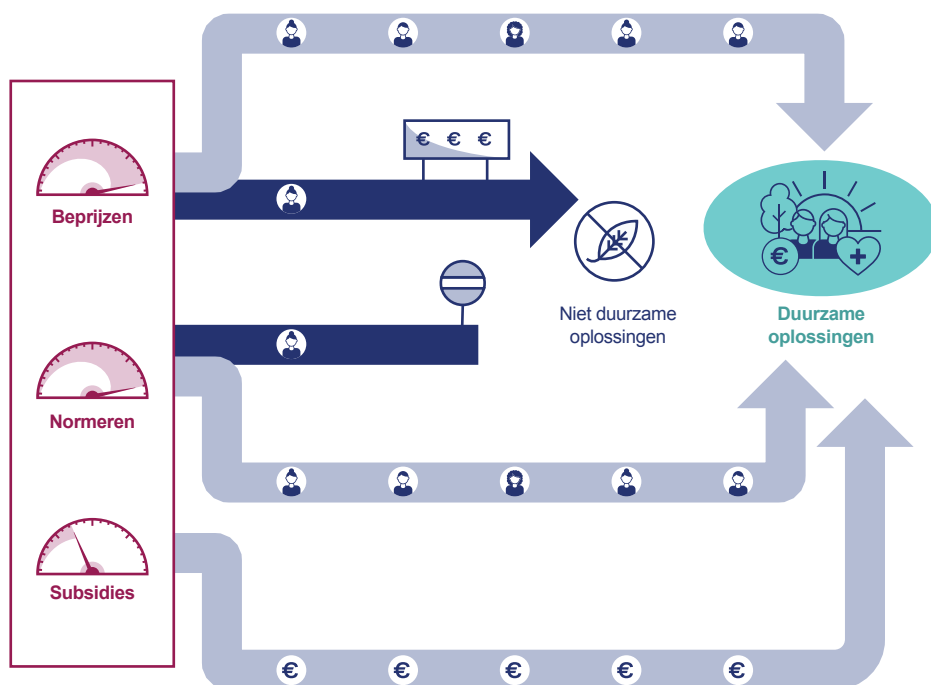 € € €
Beprijzen
€
Niet duurzame
oplossingen
Duurzame
oplossingen
Normeren
Subsidies
€ € € € €